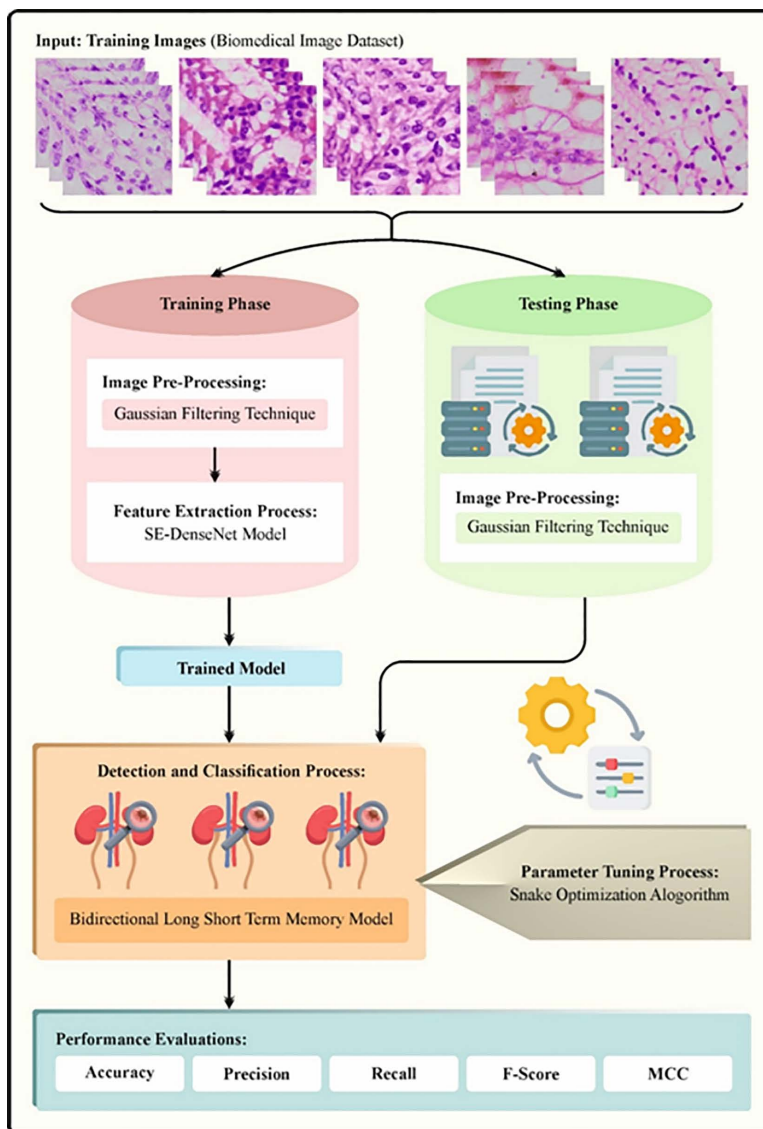 Input: Training Images (Biomedical Image Dataset)
Training Phase
Testing Phase
Image Pre-Processing:
Gaussian Filtering Technique
Feature Extraction Process:
SE-DenseNet Model
Image Pre-Processing:
Gaussian Filtering Technique
Trained Model
Detection and Classification Process:
Bidirectional Long Short Term Memory Model
Parameter Tuning Process:
Snake Optimization Alogorithm
Performance Evaluations:
Accuracy
Precision
Recall
F-Score
MCC